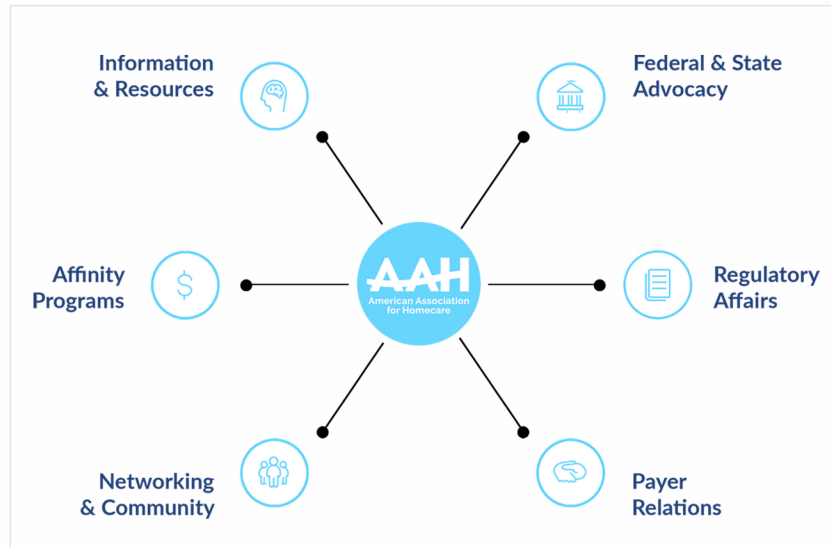 Information
& Resources
Federal & State
Advocacy
Affinity
Programs
$
AAH
American Association
for Homecare
Regulatory
Affairs
Networking
& Community
Payer
Relations